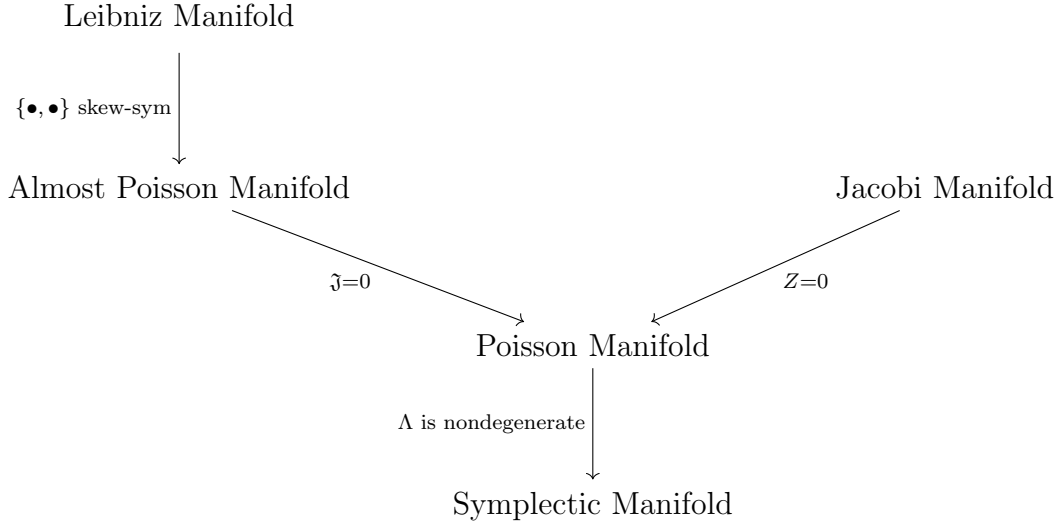 Leibniz Manifold
{•, •} skew-sym
Almost Poisson Manifold
Jacobi Manifold
𝔍=0
Z=0
Poisson Manifold
Λ is nondegenerate
Symplectic Manifold